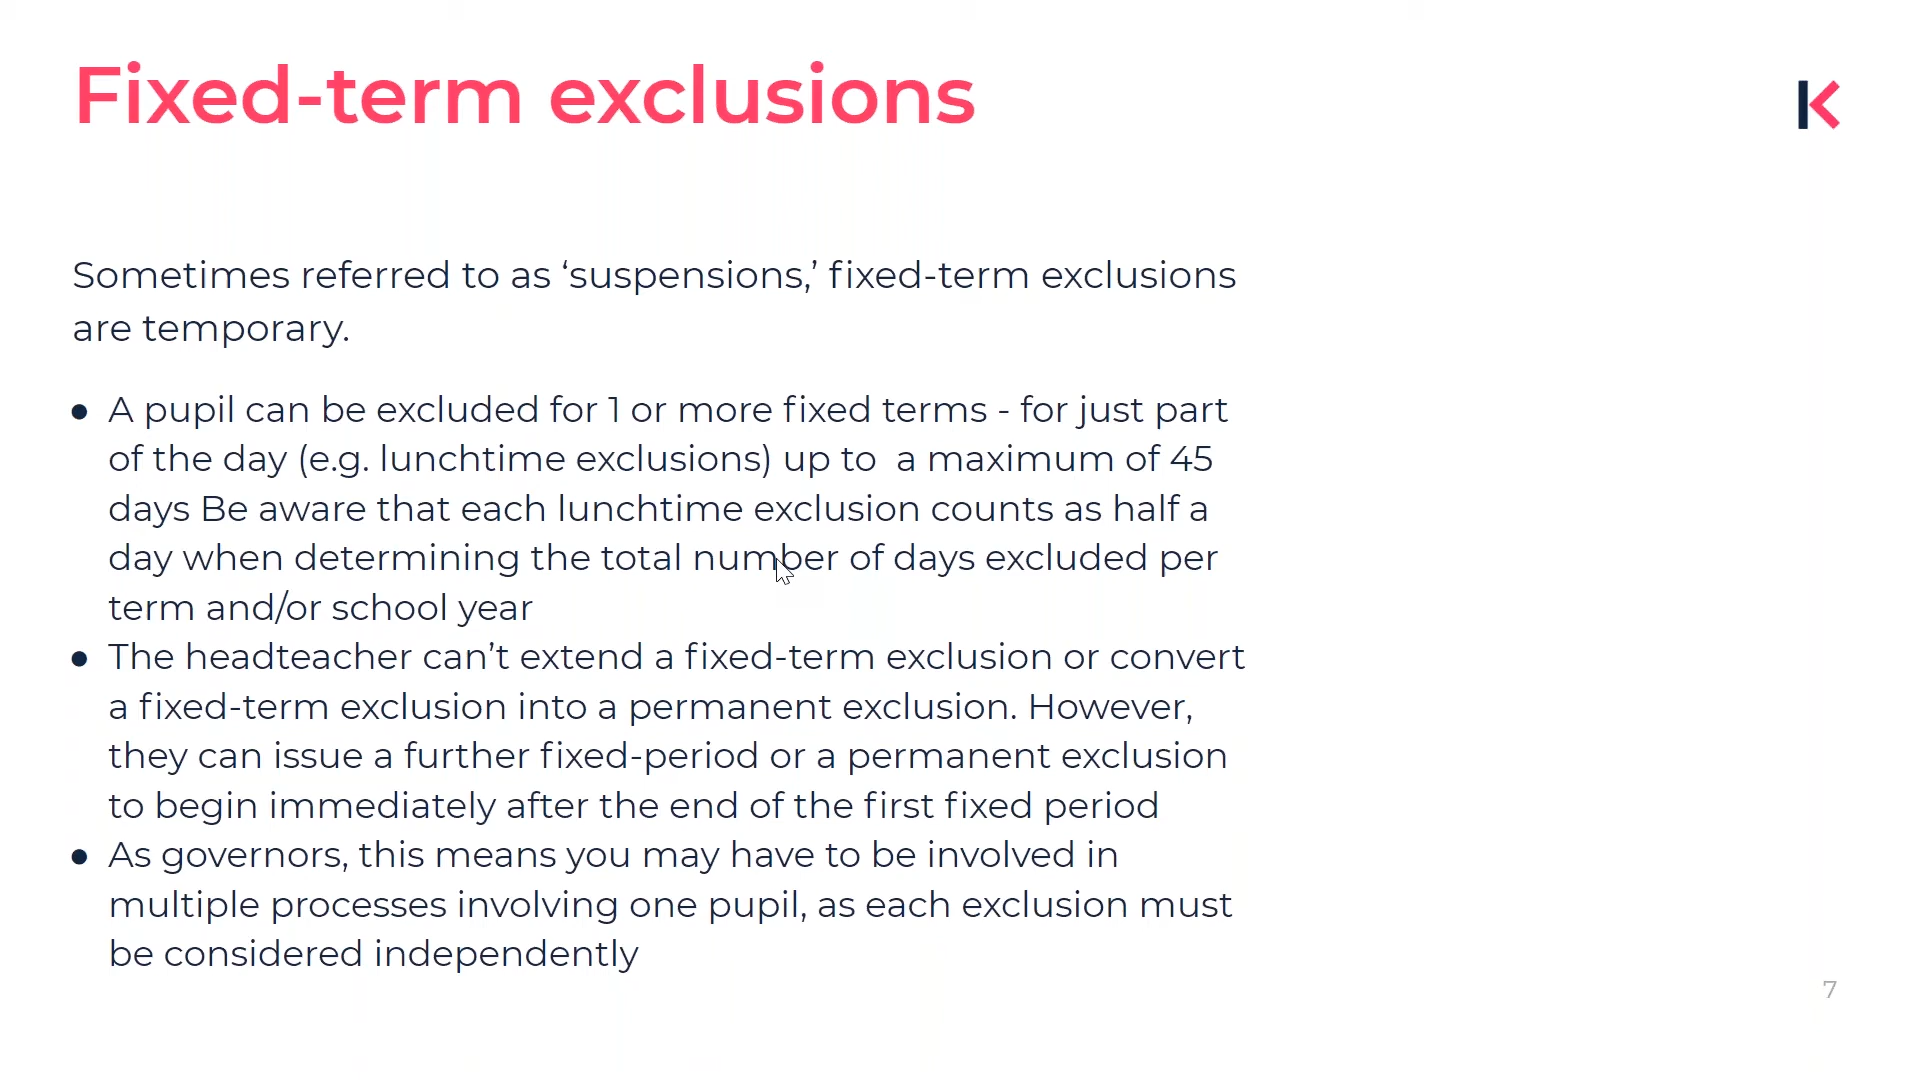 Fixed-term exclusions
Sometimes referred to as ‘suspensions,’ fixed-term exclusions
are temporary.
● A pupil can be excluded for 1 or more fixed terms - for just part
of the day (e.g. lunchtime exclusions) up to  a maximum of 45
days Be aware that each lunchtime exclusion counts as half a
day when determining the total number of days excluded per
term and/or school year
● The headteacher can’t extend a fixed-term exclusion or convert
a fixed-term exclusion into a permanent exclusion. However,
they can issue a further fixed-period or a permanent exclusion
to begin immediately after the end of the first fixed period
● As governors, this means you may have to be involved in
multiple processes involving one pupil, as each exclusion must
be considered independently
7